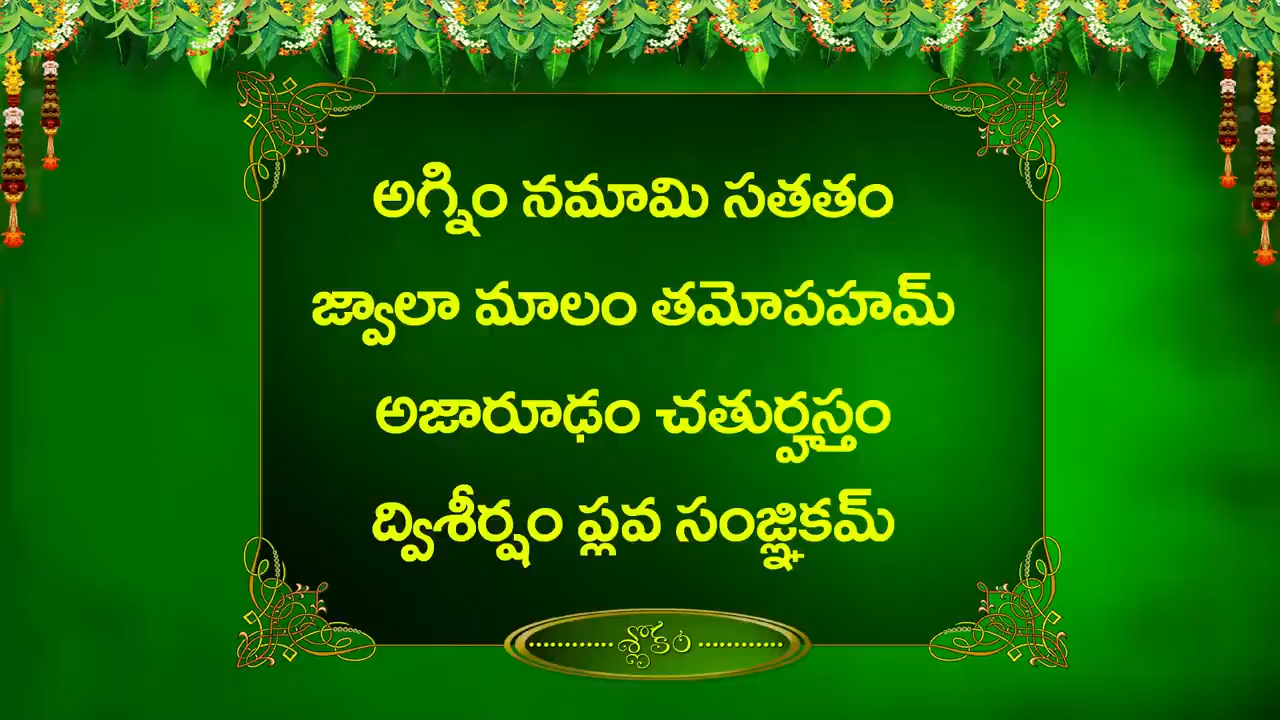 అగ్నిం నమామి సతతం
జ్వాలా మాలం తమోపహమ్
అజారూఢం చతుర్హస్తం
ద్విశీర్షం ప్లవ సంజ్ఞికమ్
శ్లోకం